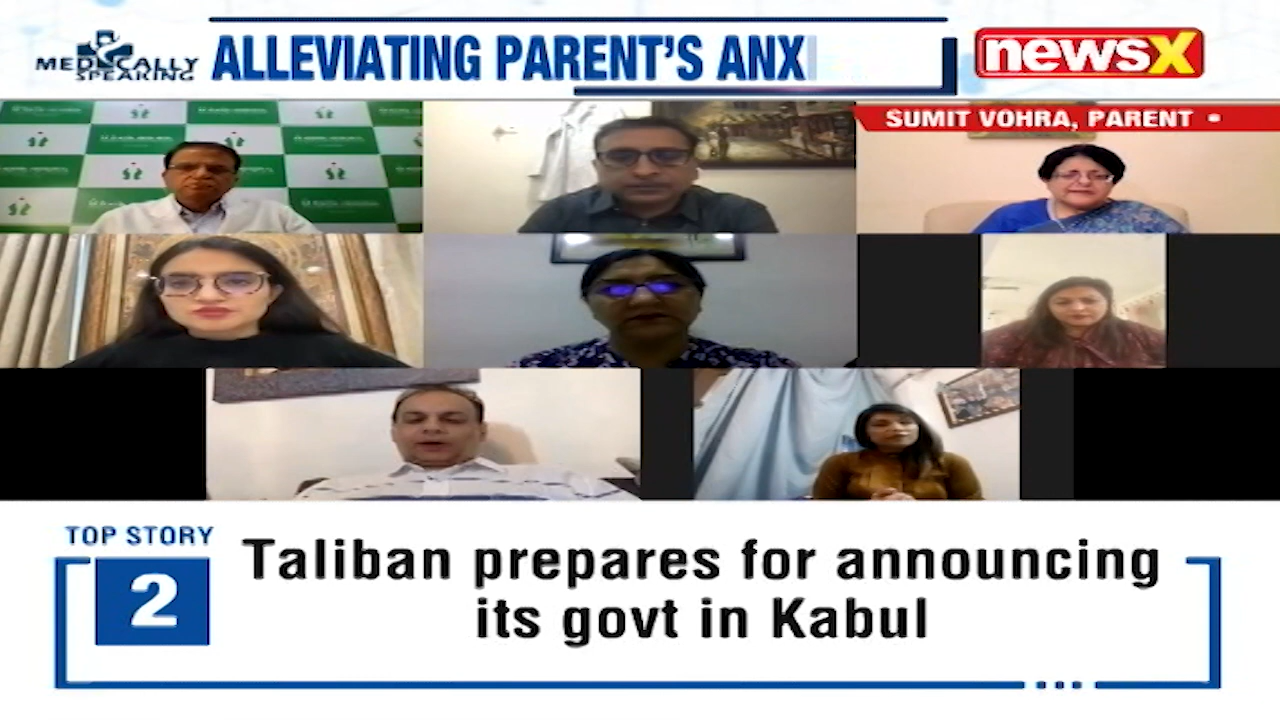 MEDICALLY
SPEAKING
ALLEVIATING PARENT'S ANX
newsX
SUMIT VOHRA, PARENT •
TOP STORY
2
Taliban prepares for announcing
its govt in Kabul